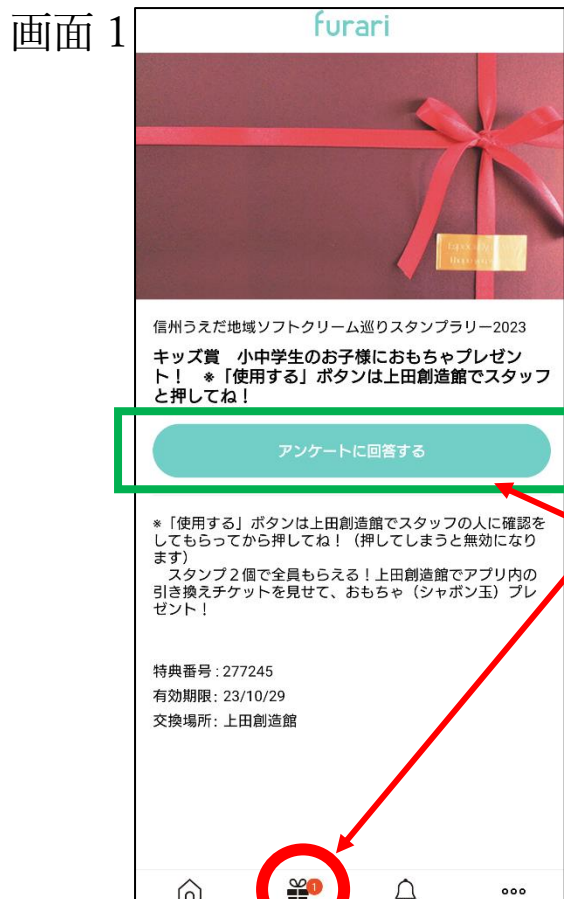 画面 1
furari
信州うえだ地域ソフトクリーム巡りスタンプラリー2023
キッズ賞　小中学生のお子様におもちゃプレゼン
ト！　※「使用する」ボタンは上田創造館でスタッフ
と押してね！
アンケートに回答する
※「使用する」ボタンは上田創造館でスタッフの人に確認を
してもらってから押してね！（押してしまうと無効になり
ます）
　スタンプ２個で全員もらえる！上田創造館でアプリ内の
引き換えチケットを見せて、おもちゃ（シャボン玉）プレ
ゼント！
特典番号 : 277245
有効期限: 23/10/29
交換場所: 上田創造館
1